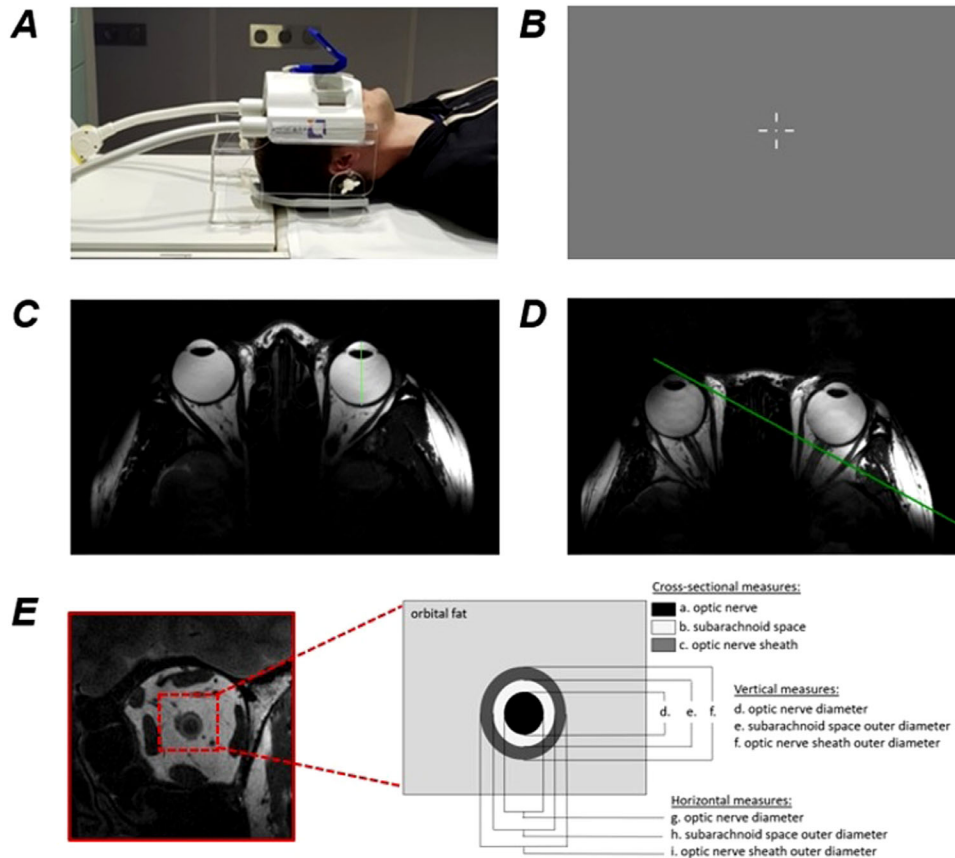 A
B
C
D
E
orbital fat
Cross-sectional measures:
a. optic nerve
b. subarachnoid space
c. optic nerve sheath
d. e. f.
Vertical measures:
d. optic nerve diameter
e. subarachnoid space outer diameter
f. optic nerve sheath outer diameter
Horizontal measures:
g. optic nerve diameter
h. subarachnoid space outer diameter
i. optic nerve sheath outer diameter